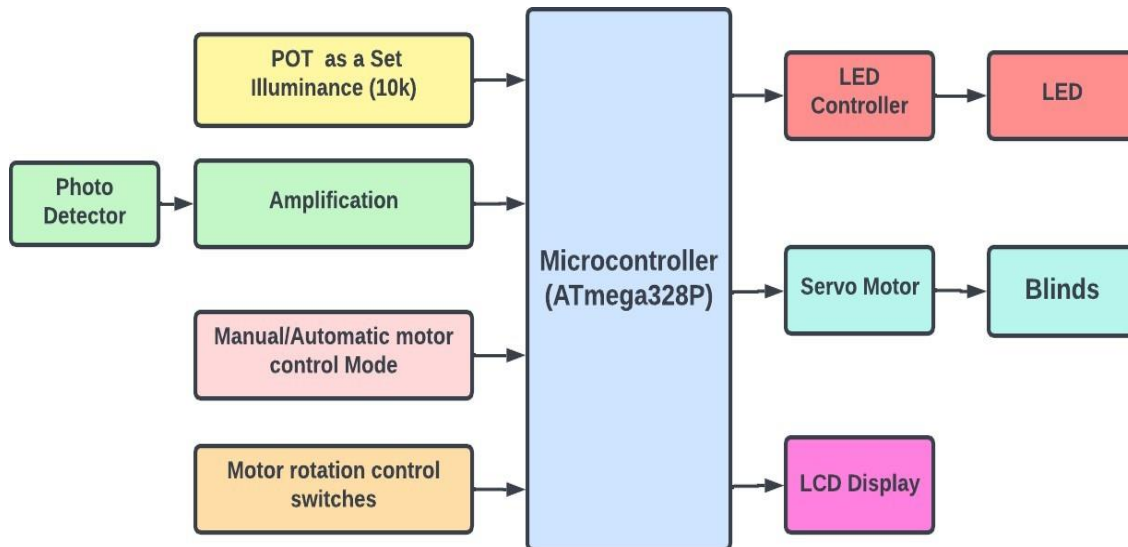 POT as a Set
Illuminance (10k)
Photo
Detector
Amplification
Manual/Automatic motor
control Mode
Motor rotation control
switches
Microcontroller
(ATmega328P)
LED
Controller
LED
Servo Motor
Blinds
LCD Display